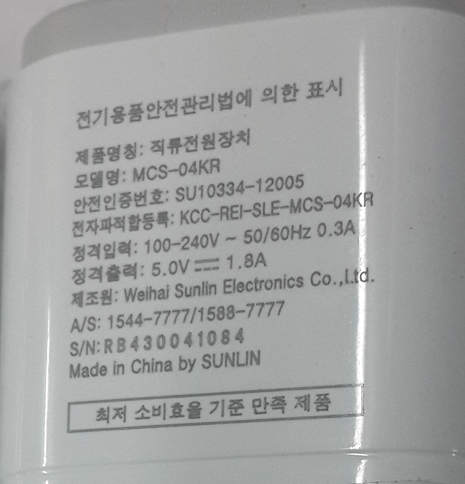 전기용품안전관리법에 의한 표시
제품명칭: 직류전원장치
모델명: MCS-04KR
안전인증번호: SU10334-12005
전자파적합등록: KCC-REI-SLE-MCS-04KR
정격입력: 100-240V ~ 50/60Hz 0.3A
정격출력: 5.0V ⎓ 1.8A
제조원: Weihai Sunlin Electronics Co.,Ltd.
A/S: 1544-7777/1588-7777
S/N:RB430041084
Made in China by SUNLIN
최저 소비효율 기준 만족 제품